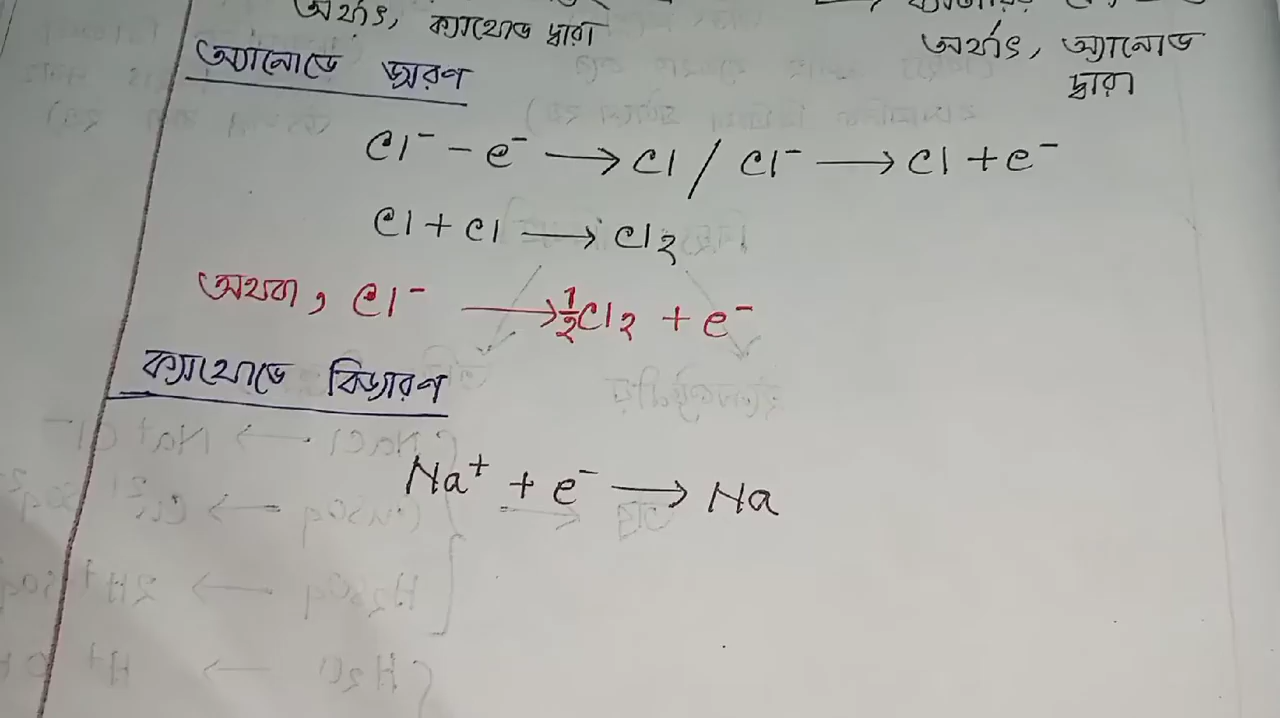 অর্থাৎ, ক্যাথোড দ্বারা
অর্থাৎ, অ্যানোড
দ্বারা
অ্যানোডে জারণ
Cl⁻ − e⁻ ⟶ Cl / Cl⁻ ⟶ Cl + e⁻
Cl + Cl ⟶ Cl₂
অথবা, Cl⁻ ⟶ ½Cl₂ + e⁻
ক্যাথোডে বিজারণ
Na⁺ + e⁻ ⟶ Na